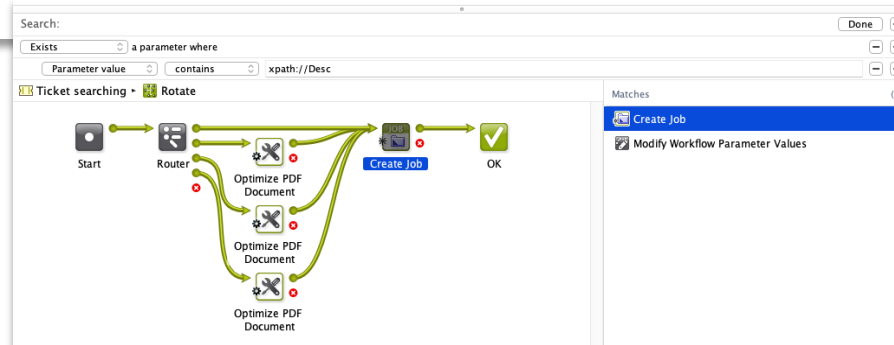 Search:
Done
Exists a parameter where
Parameter value contains xpath://Desc
Ticket searching ▸ Rotate
Matches
Create Job
Modify Workflow Parameter Values
JOB
Start
Router
Optimize PDF
Document
Create Job
OK
Optimize PDF
Document
Optimize PDF
Document